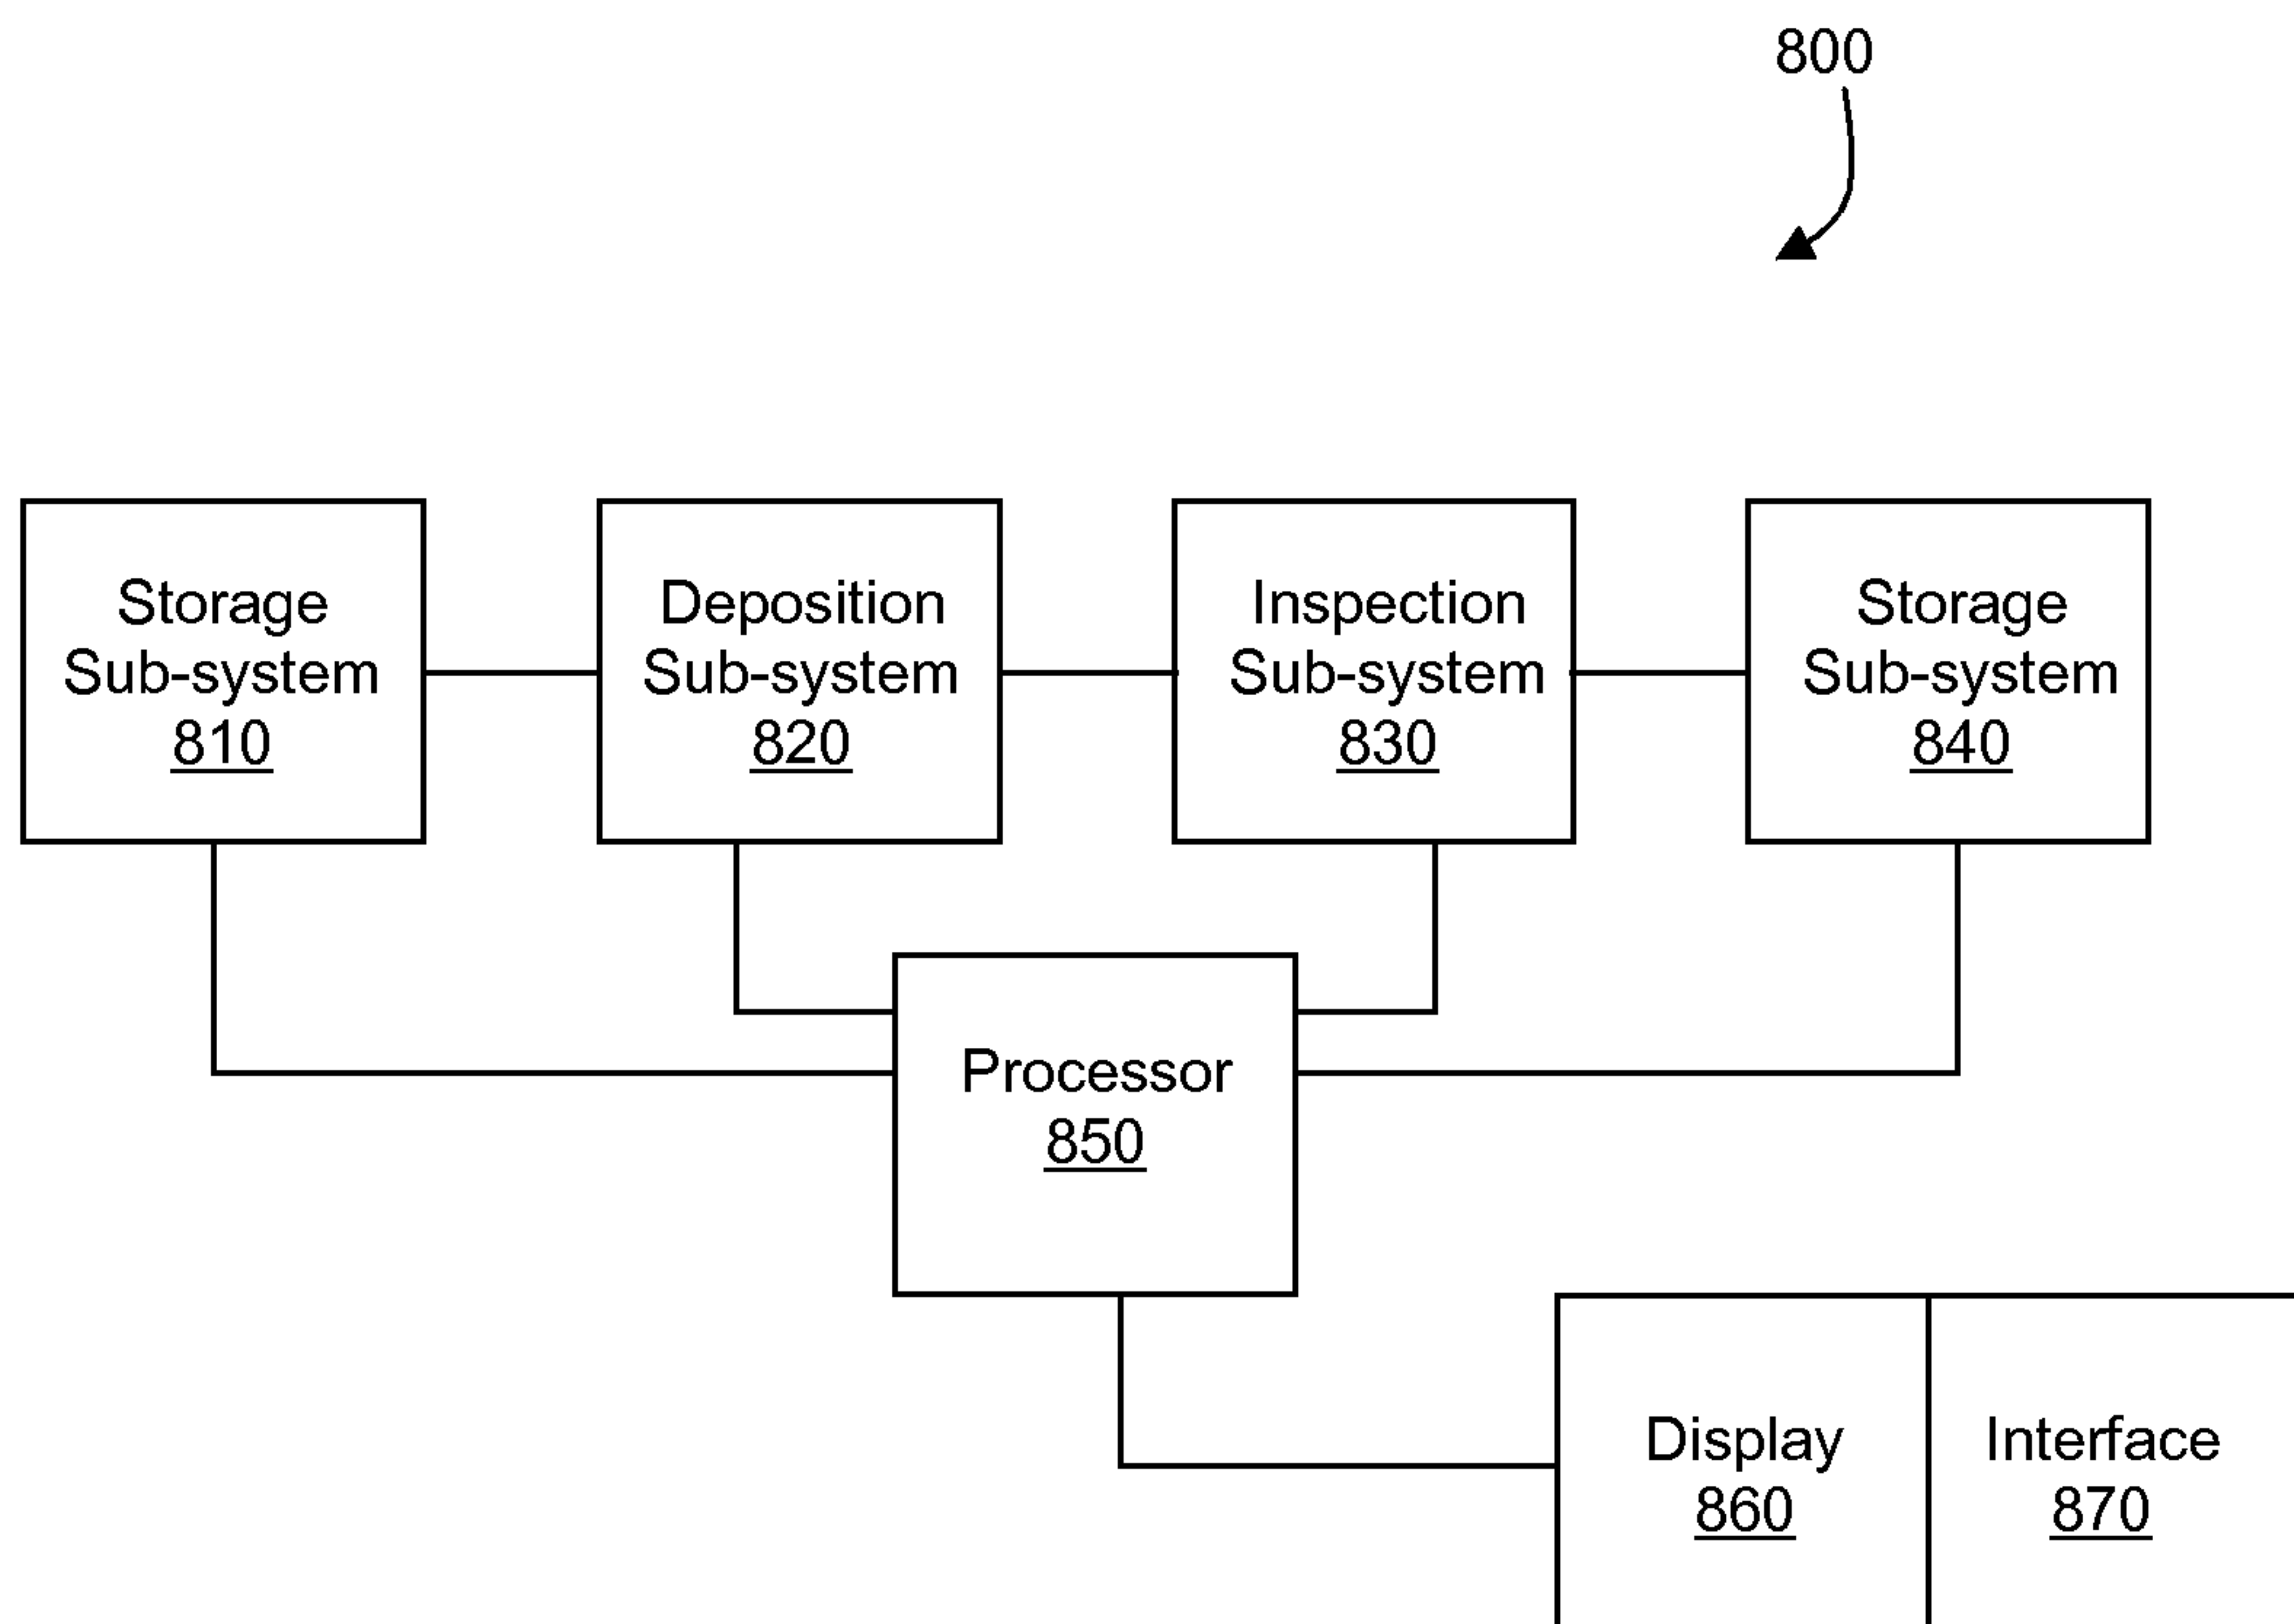 800
Storage
Sub-system
810
Deposition
Sub-system
820
Inspection
Sub-system
830
Storage
Sub-system
840
Processor
850
Display
860
Interface
870